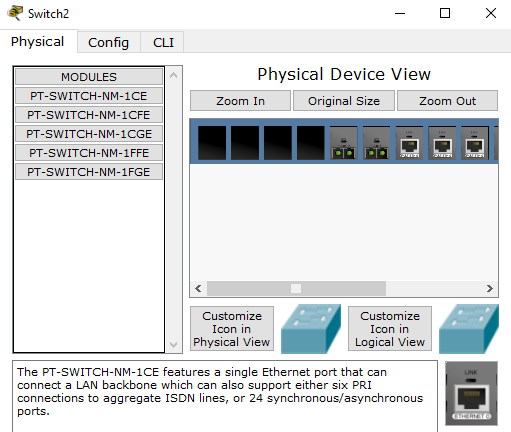 Switch2
Physical Config CLI
MODULES
PT-SWITCH-NM-1CE
PT-SWITCH-NM-1CFE
PT-SWITCH-NM-1CGE
PT-SWITCH-NM-1FFE
PT-SWITCH-NM-1FGE
Physical Device View
Zoom In Original Size Zoom Out
Customize
Icon in
Physical View
Customize
Icon in
Logical View
The PT-SWITCH-NM-1CE features a single Ethernet port that can
connect a LAN backbone which can also support either six PRI
connections to aggregate ISDN lines, or 24 synchronous/asynchronous
ports.
LINK
ETHERNET 0